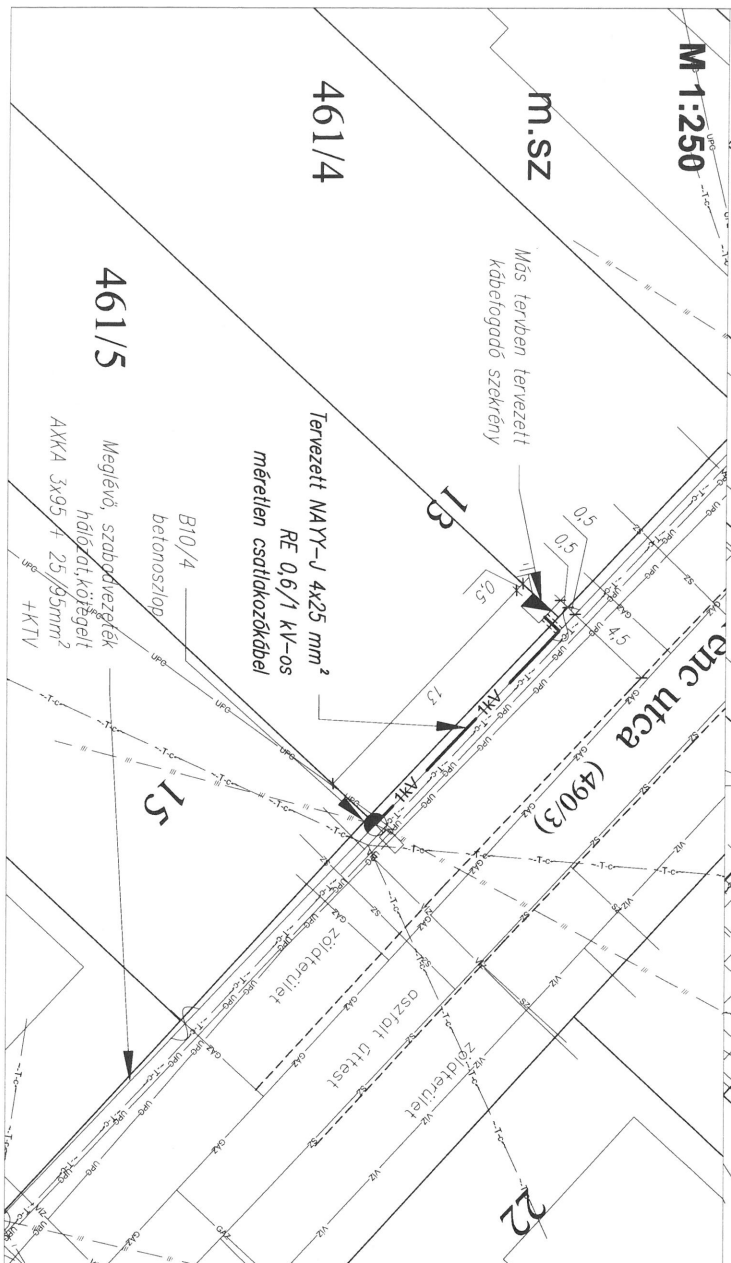 M 1:250
m.sz
461/4
461/5
Más tervben tervezett
kábefogadó szekrény
Tervezett NAYY-J 4x25 mm²
RE 0,6/1 kV-os
méretlen csatlakozókábel
B10/4
betonoszlop
Meglévő, szabadvezeték
hálózat,kötegelt
AXKA 3x95 + 25/95mm²
+KTV
13
15
22
0,5
0,5
0,5
4,5
13
1kV
1kV
enc utca
(490/3)
zöldterület
aszfalt úttest
zöldterület